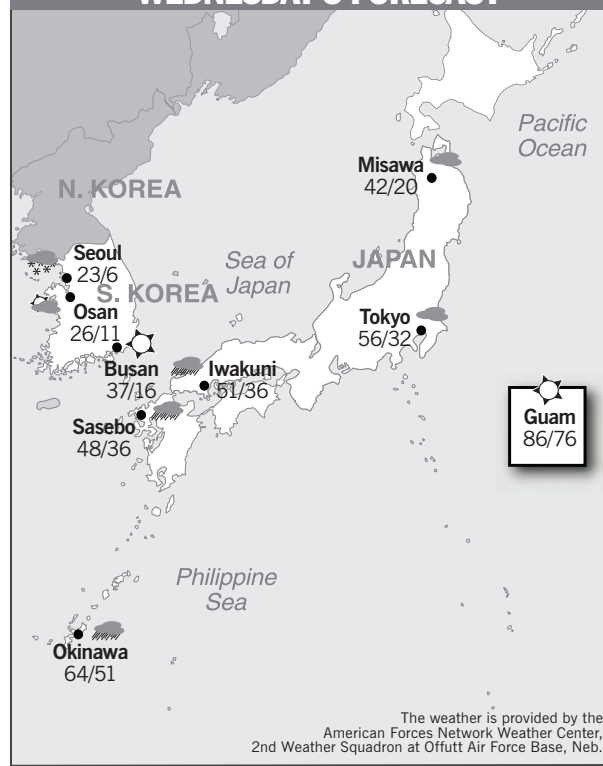 Pacific
Ocean
Misawa
42/20
N. KOREA
Seoul
23/6
Sea of
Japan
JAPAN
S. KOREA
Osan
26/11
Tokyo
56/32
Busan
37/16
Iwakuni
51/36
Guam
86/76
Sasebo
48/36
Philippine
Sea
Okinawa
64/51
The weather is provided by the
American Forces Network Weather Center,
2nd Weather Squadron at Offutt Air Force Base, Neb.